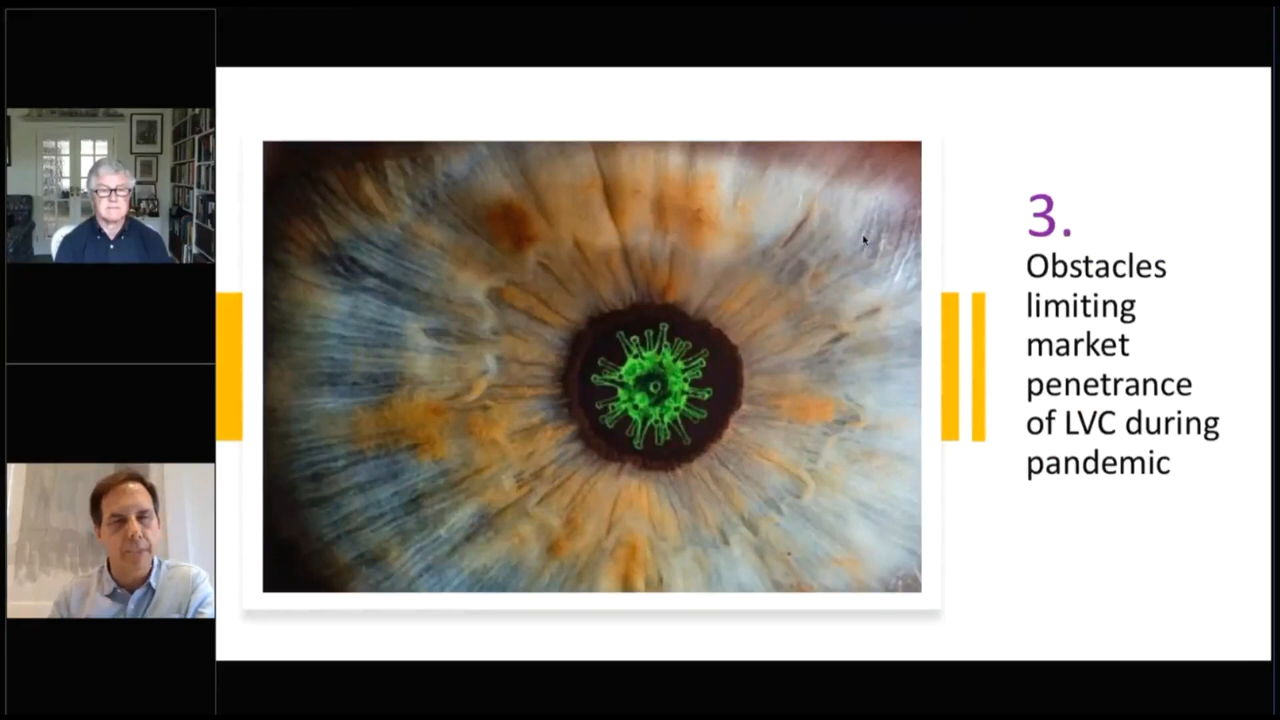 3.
Obstacles
limiting
market
penetrance
of LVC during
pandemic